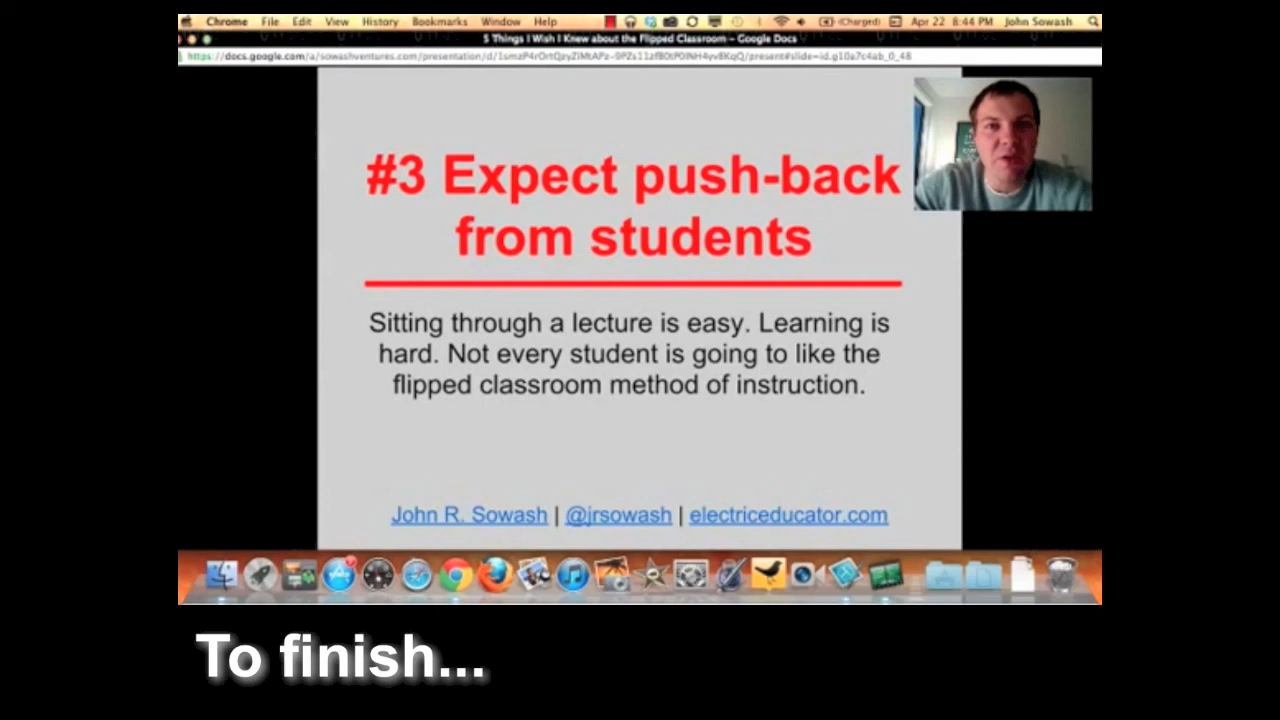 Chrome File Edit View History Bookmarks Window Help (Charged) Apr 22 8:44 PM John Sowash
5 Things I Wish I Knew about the Flipped Classroom – Google Docs
#3 Expect push-back
from students
Sitting through a lecture is easy. Learning is
hard. Not every student is going to like the
flipped classroom method of instruction.
John R. Sowash | @jrsowash | electriceducator.com
To finish...